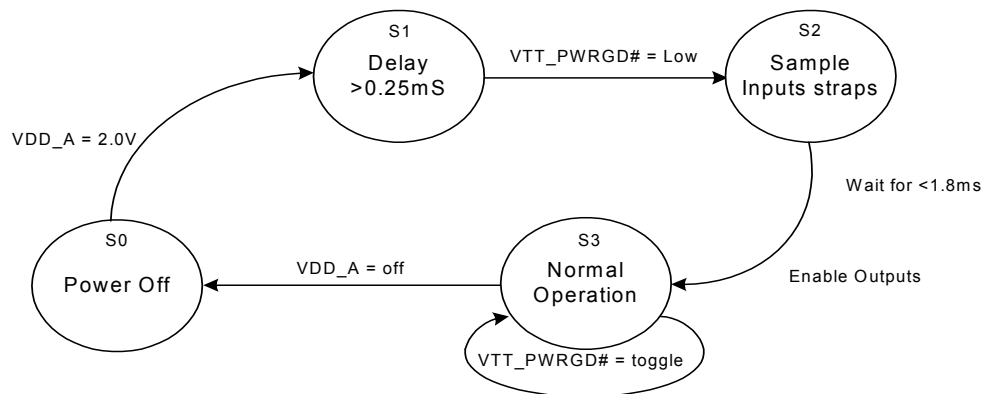 S1
Delay
>0.25mS
VTT_PWRGD# = Low
S2
Sample
Inputs straps
VDD_A = 2.0V
Wait for <1.8ms
S0
Power Off
VDD_A = off
S3
Normal
Operation
Enable Outputs
VTT_PWRGD# = toggle